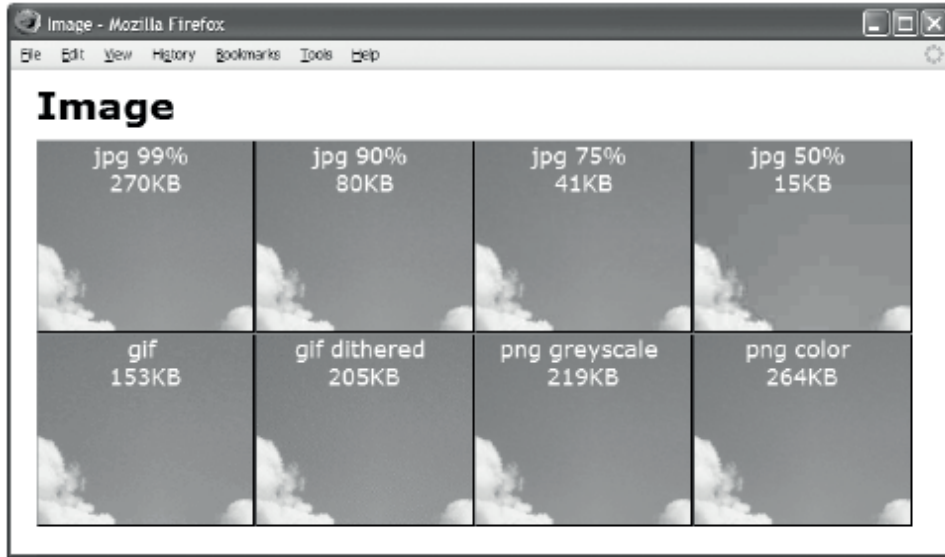 Image - Mozilla Firefox
File Edit View History Bookmarks Tools Help
Image
jpg 99%
270KB
jpg 90%
80KB
jpg 75%
41KB
jpg 50%
15KB
gif
153KB
gif dithered
205KB
png greyscale
219KB
png color
264KB